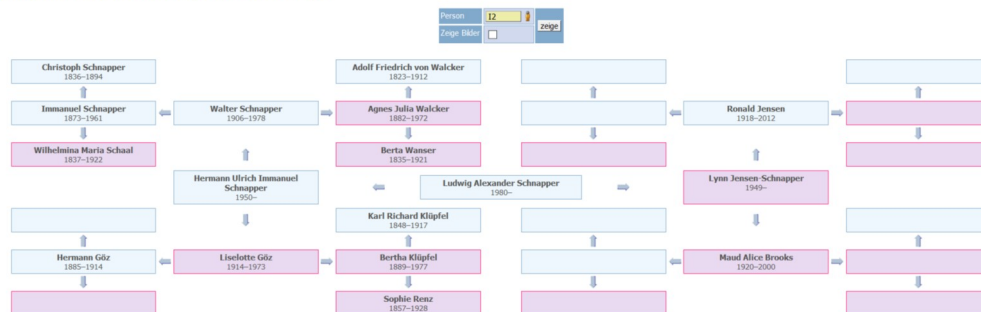 Person
I2
zeige
Zeige Bilder
Christoph Schnapper
1836–1894
Adolf Friedrich von Walcker
1823–1912
Immanuel Schnapper
1873–1961
Walter Schnapper
1906–1978
Agnes Julia Walcker
1882–1972
Ronald Jensen
1918–2012
Wilhelmina Maria Schaal
1837–1922
Berta Wanser
1835–1921
Hermann Ulrich Immanuel
Schnapper
1950–
Ludwig Alexander Schnapper
1980–
Lynn Jensen-Schnapper
1949–
Karl Richard Klüpfel
1848–1917
Hermann Göz
1885–1914
Liselotte Göz
1914–1973
Bertha Klüpfel
1889–1977
Maud Alice Brooks
1920–2000
Sophie Renz
1857–1928